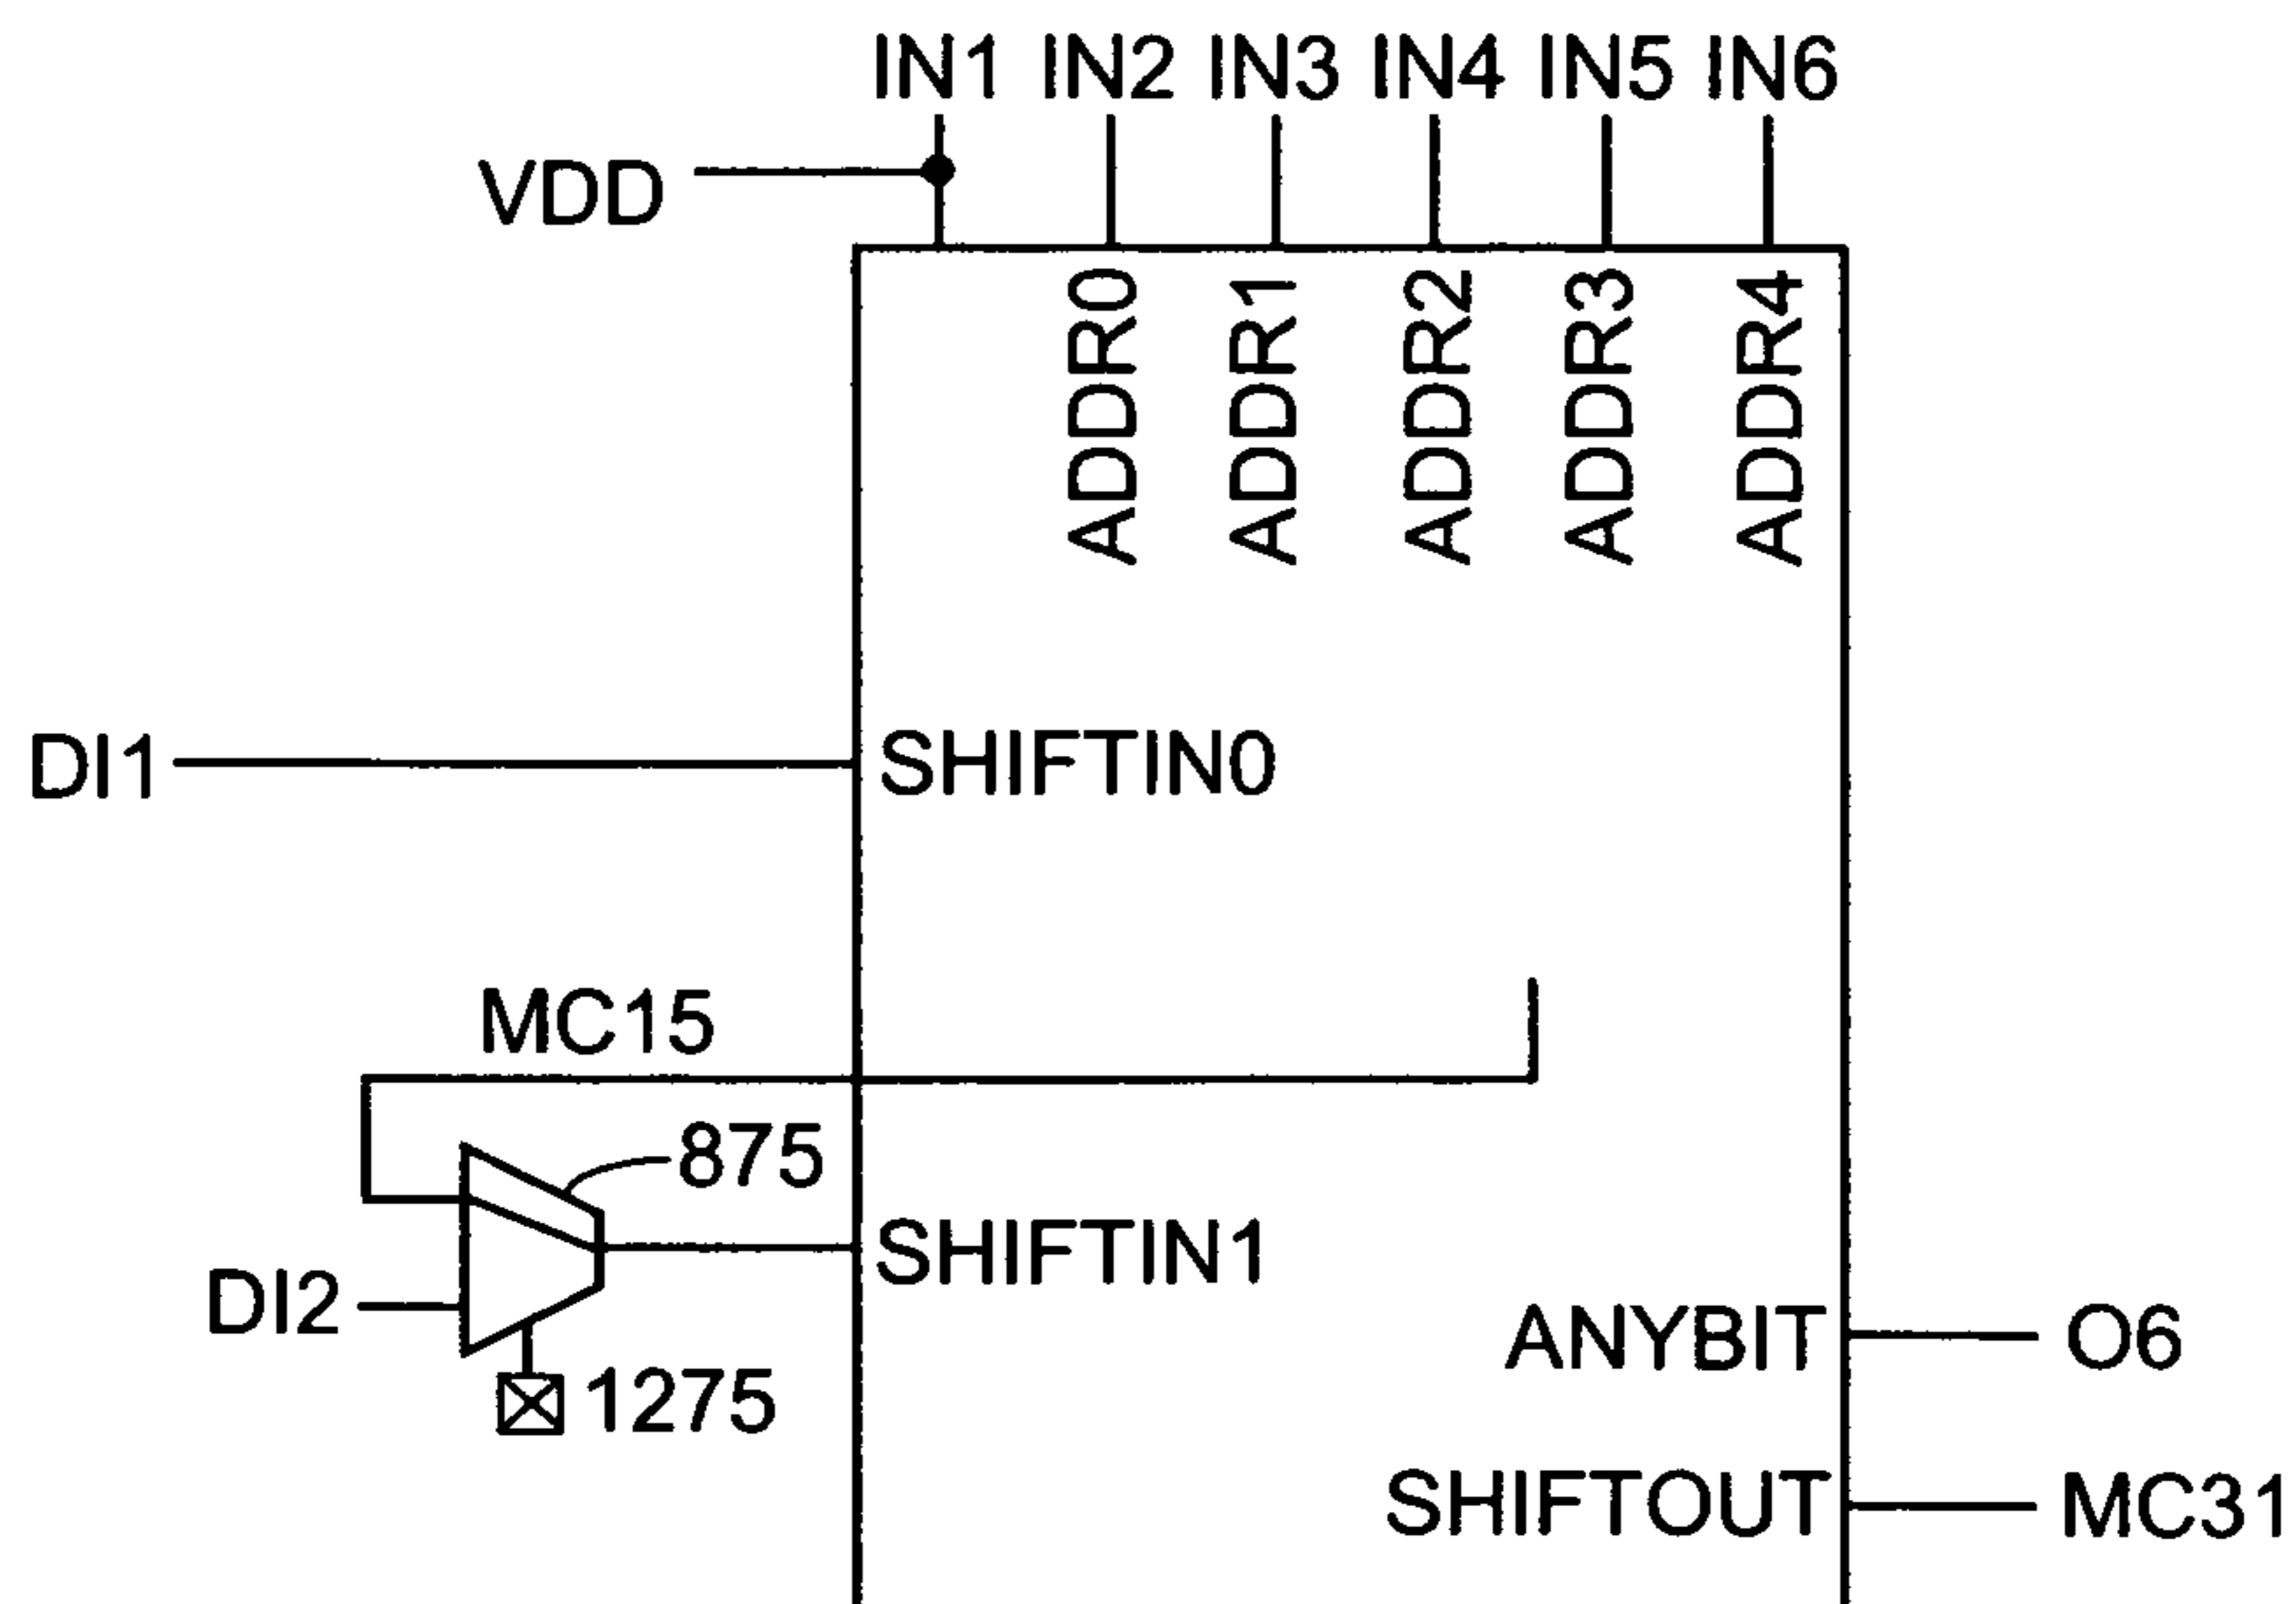 IN1 IN2 IN3 IN4 IN5 IN6
VDD
ADDR0
ADDR1
ADDR2
ADDR3
ADDR4
DI1
SHIFTIN0
MC15
875
SHIFTIN1
DI2
ANYBIT
O6
1275
SHIFTOUT
MC31